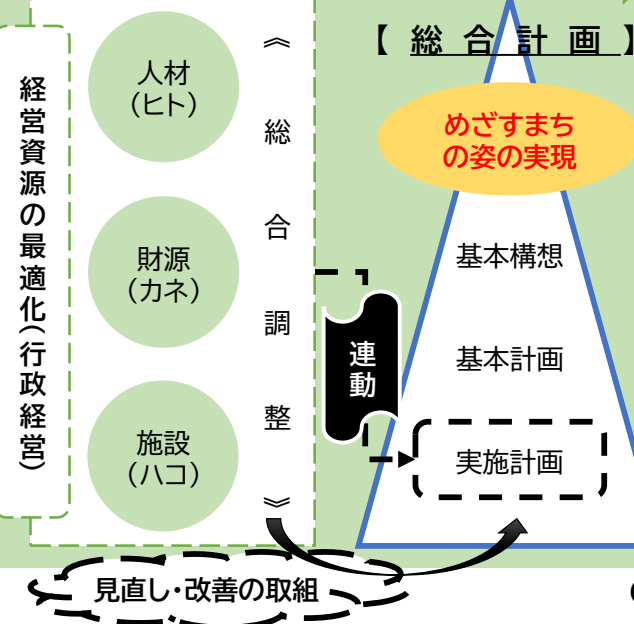 経営資源の最適化(行政経営)
人材
(ヒト)
財源
(カネ)
施設
(ハコ)
《総合調整》
連動
【総合計画】
めざすまち
の姿の実現
基本構想
基本計画
実施計画
見直し・改善の取組